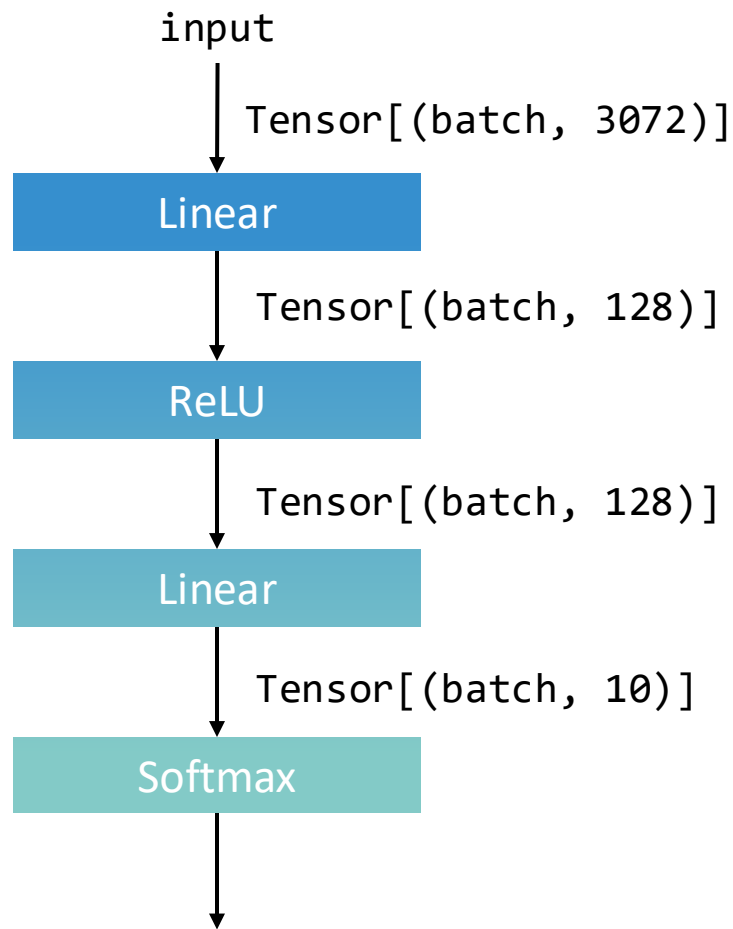 input
Tensor[(batch, 3072)]
Linear
Tensor[(batch, 128)]
ReLU
Tensor[(batch, 128)]
Linear
Tensor[(batch, 10)]
Softmax